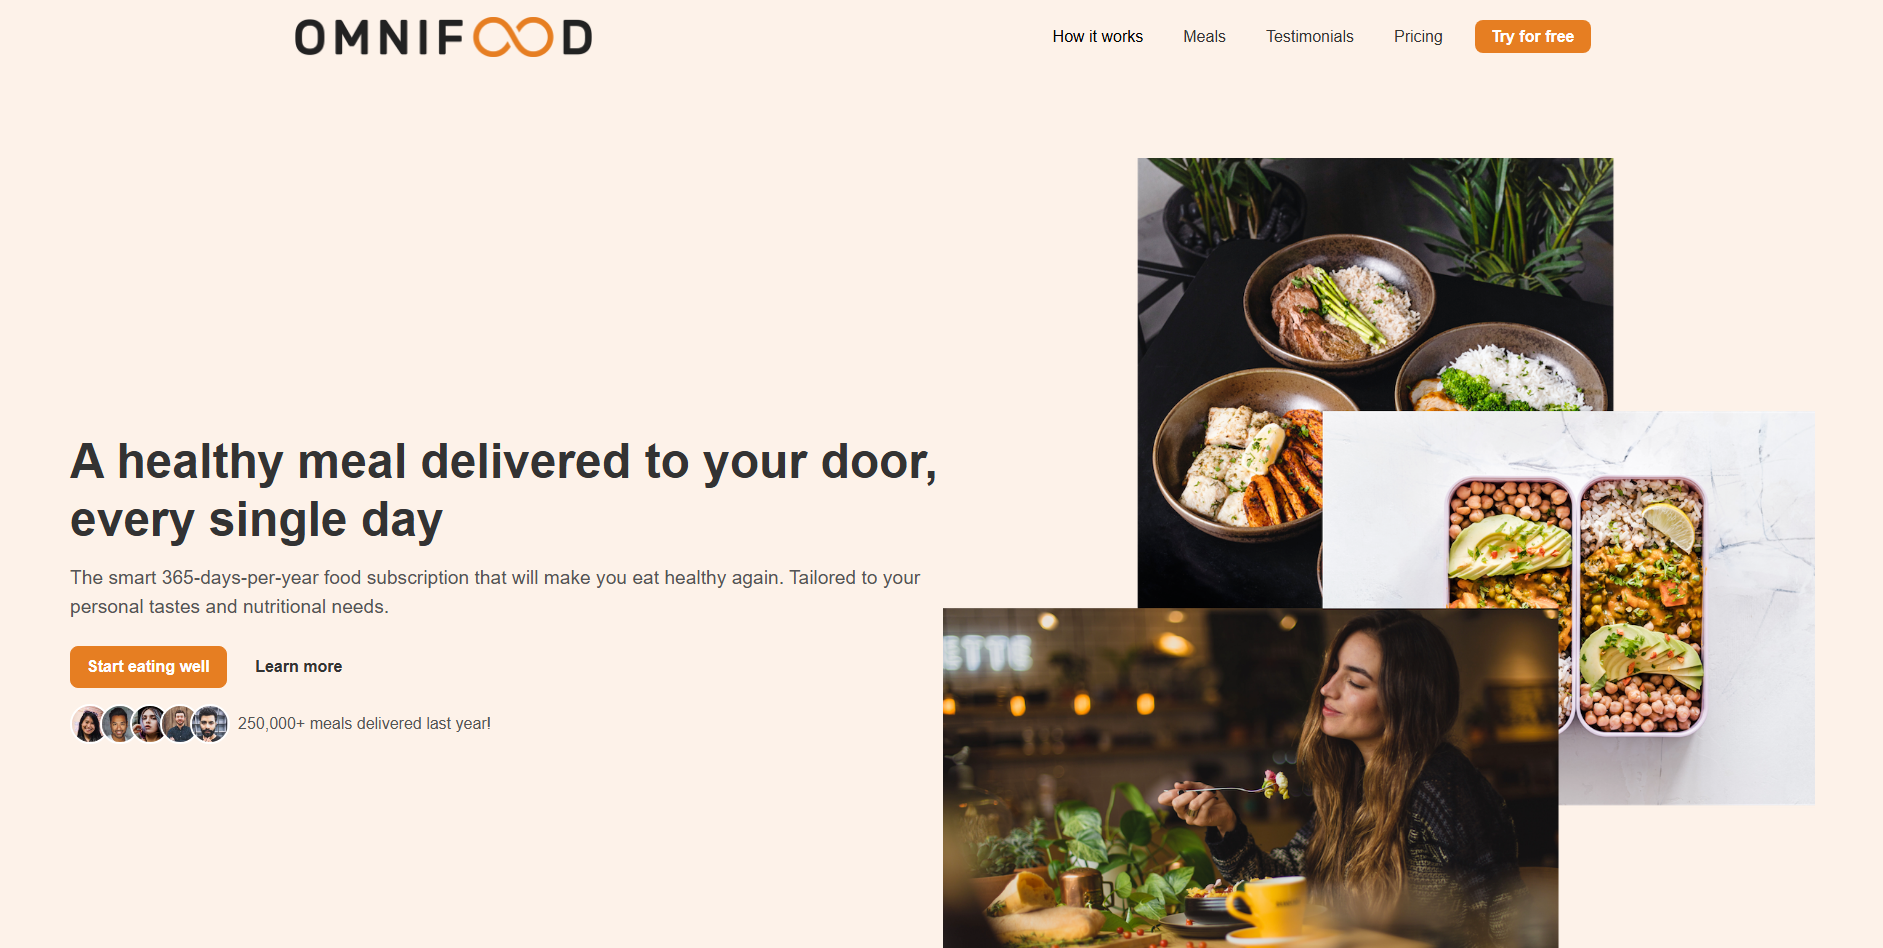 OMNIFOOD
How it works
Meals
Testimonials
Pricing
Try for free
A healthy meal delivered to your door,
every single day
The smart 365-days-per-year food subscription that will make you eat healthy again. Tailored to your
personal tastes and nutritional needs.
Start eating well
Learn more
250,000+ meals delivered last year!
ETTE